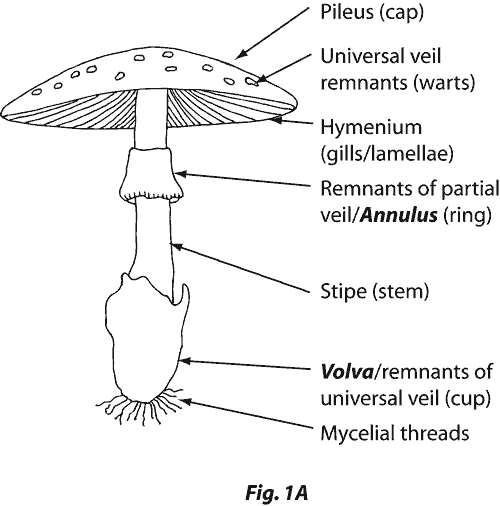 Pileus (cap)
Universal veil
remnants (warts)
Hymenium
(gills/lamellae)
Remnants of partial
veil/Annulus (ring)
Stipe (stem)
Volva/remnants of
universal veil (cup)
Mycelial threads
Fig. 1A